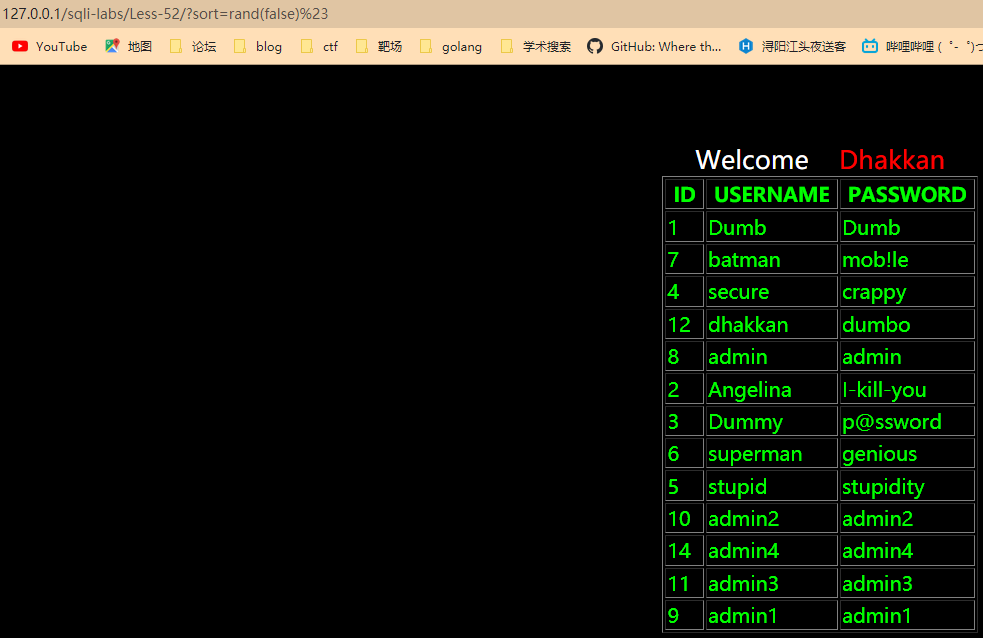 127.0.0.1/sqli-labs/Less-52/?sort=rand(false)%23
YouTube 地图 论坛 blog ctf 靶场 golang 学术搜索 GitHub: Where th... 浔阳江头夜送客 哔哩哔哩 ( ゜- ゜)つ
Welcome Dhakkan
ID USERNAME PASSWORD
1 Dumb Dumb
7 batman mob!le
4 secure crappy
12 dhakkan dumbo
8 admin admin
2 Angelina I-kill-you
3 Dummy p@ssword
6 superman genious
5 stupid stupidity
10 admin2 admin2
14 admin4 admin4
11 admin3 admin3
9 admin1 admin1